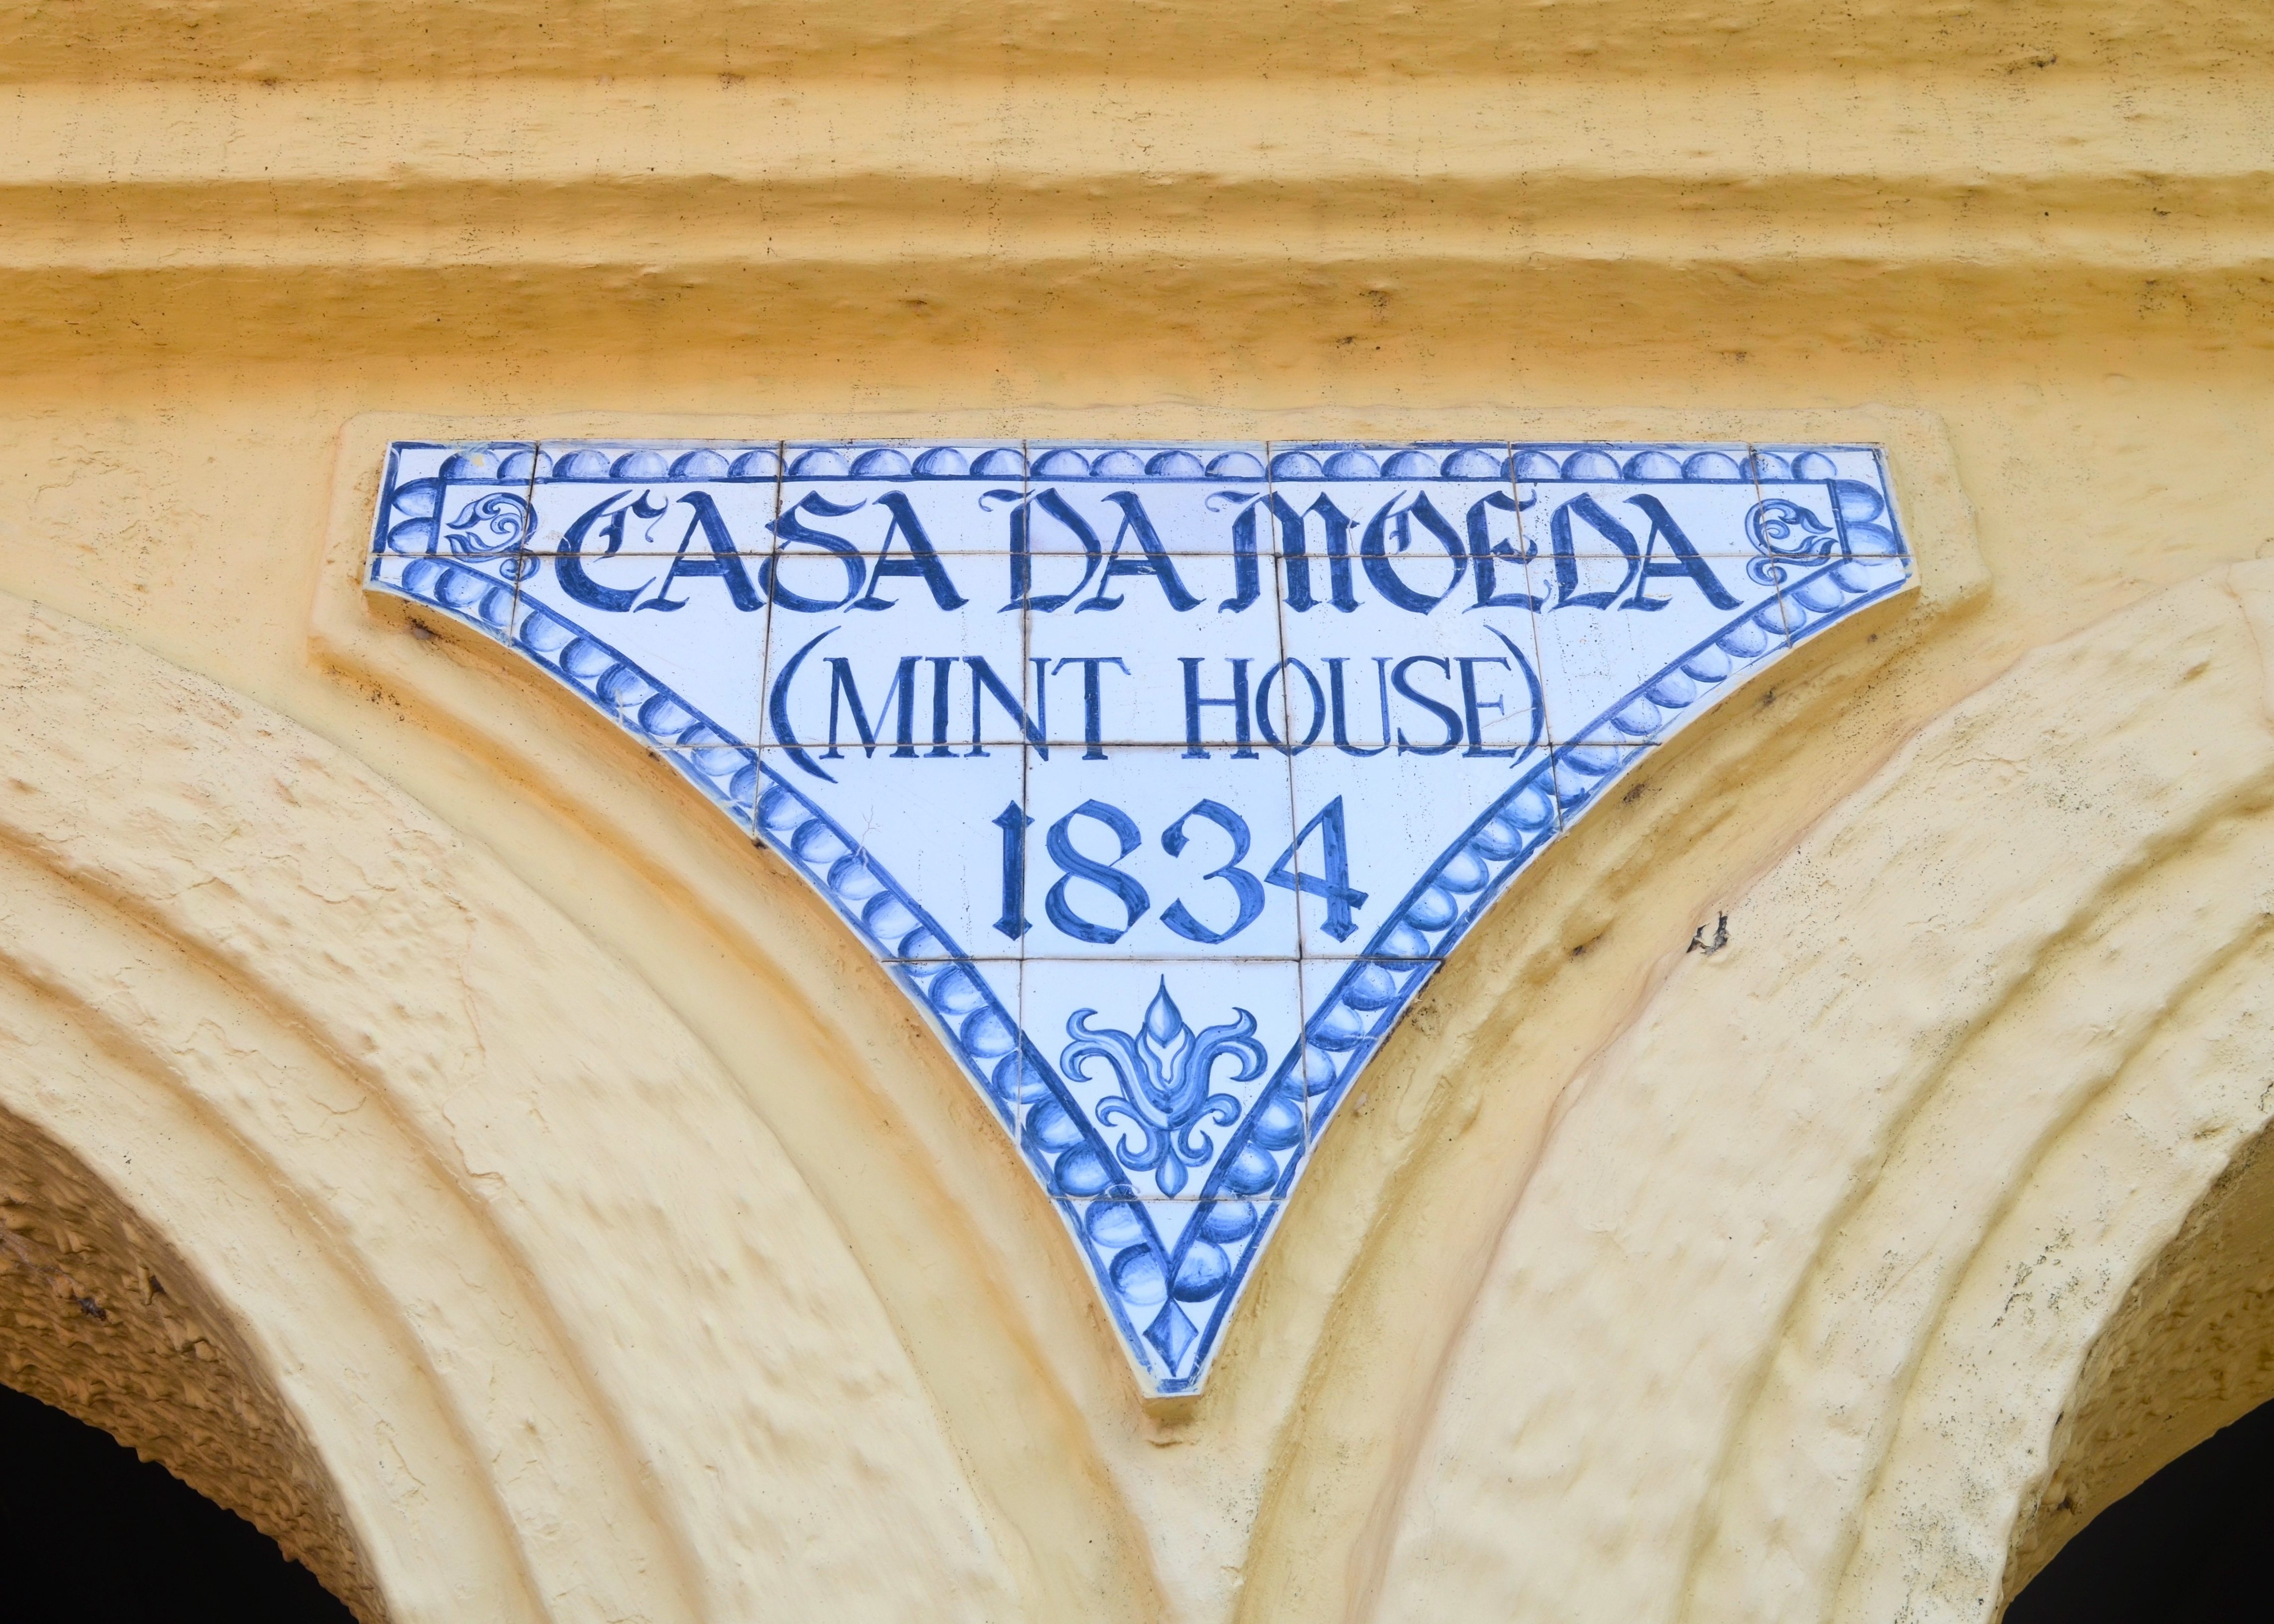 CASA DA MOEDA
(MINT HOUSE)
1834